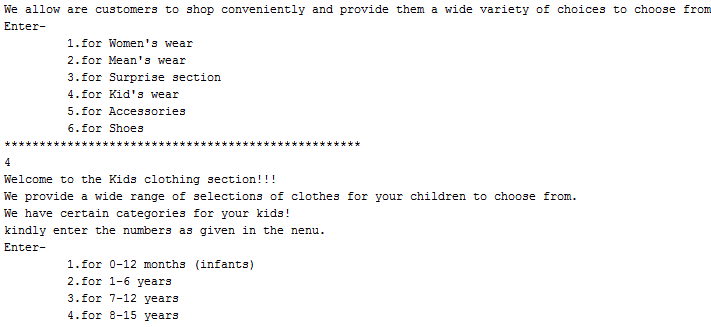 We allow are customers to shop conveniently and provide them a wide variety of choices to choose from
Enter-
1.for Women's wear
2.for Mean's wear
3.for Surprise section
4.for Kid's wear
5.for Accessories
6.for Shoes
***************************************************
4
Welcome to the Kids clothing section!!!
We provide a wide range of selections of clothes for your children to choose from.
We have certain categories for your kids!
kindly enter the numbers as given in the nenu.
Enter-
1.for 0-12 months (infants)
2.for 1-6 years
3.for 7-12 years
4.for 8-15 years